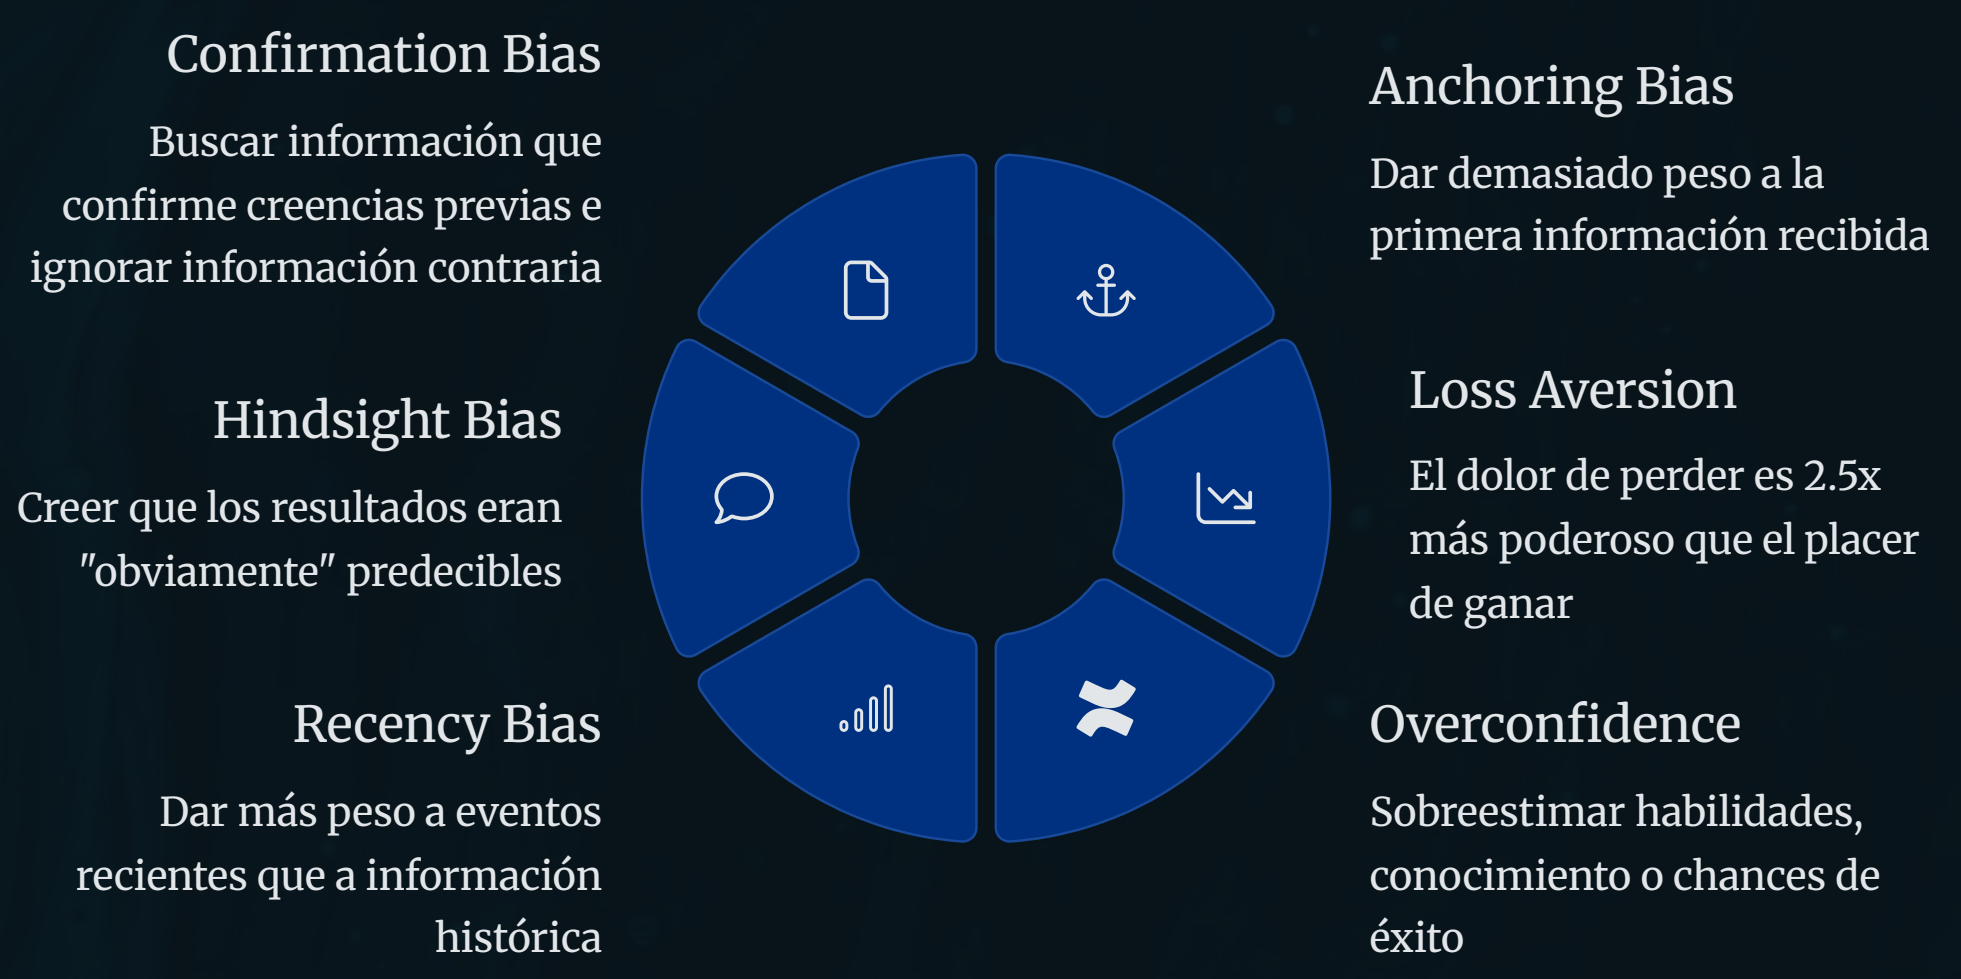 Confirmation Bias
Buscar información que
confirme creencias previas e
ignorar información contraria
Anchoring Bias
Dar demasiado peso a la
primera información recibida
Hindsight Bias
Creer que los resultados eran
"obviamente" predecibles
Loss Aversion
El dolor de perder es 2.5x
más poderoso que el placer
de ganar
Recency Bias
Dar más peso a eventos
recientes que a información
histórica
Overconfidence
Sobreestimar habilidades,
conocimiento o chances de
éxito